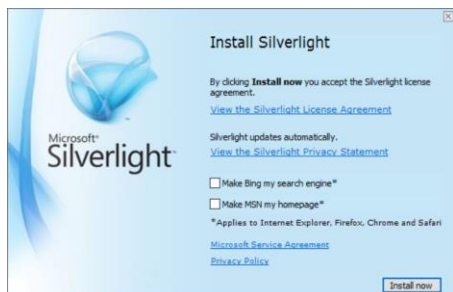 Install Silverlight
By clicking Install now you accept the Silverlight license
agreement.
View the Silverlight License Agreement
Microsoft®
Silverlight™
Silverlight updates automatically.
View the Silverlight Privacy Statement
Make Bing my search engine*
Make MSN my homepage*
*Applies to Internet Explorer, Firefox, Chrome and Safari
Microsoft Service Agreement
Privacy Policy
Install now